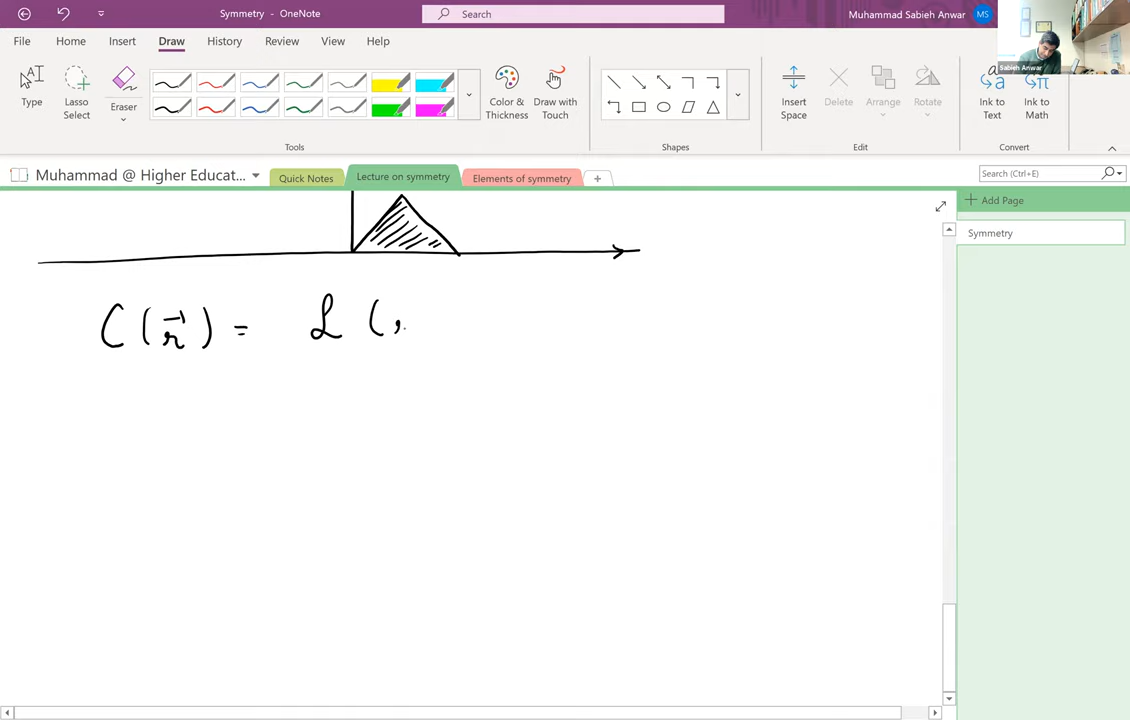 Symmetry - OneNote
Search
Muhammad Sabieh Anwar
MS
File
Home
Insert
Draw
History
Review
View
Help
Type
Lasso Select
Eraser
Color & Thickness
Draw with Touch
Insert Space
Delete
Arrange
Rotate
Ink to Text
Ink to Math
Tools
Shapes
Edit
Convert
Sabieh Anwar
Muhammad @ Higher Educat...
Quick Notes
Lecture on symmetry
Elements of symmetry
Search (Ctrl+E)
Add Page
Symmetry
C(r⃗) = ℒ (